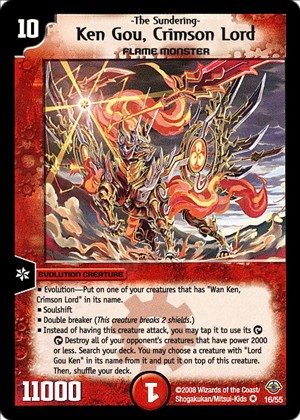 -The Sundering-
10
Ken Gou, Crimson Lord
FLAME MONSTER
EVOLUTION CREATURE
■ Evolution—Put on one of your creatures that has "Wan Ken,
Crimson Lord" in its name.
■ Soulshift
■ Double breaker (This creature breaks 2 shields.)
■ Instead of having this creature attack, you may tap it to use its
Destroy all of your opponent's creatures that have power 2000
or less. Search your deck. You may take a creature with "Lord
Gou Ken" in its name from it and put it on top of this creature.
Then, shuffle your deck.
11000
1
©2008 Wizards of the Coast/
Shogakukan/Mitsui-Kids
16/55